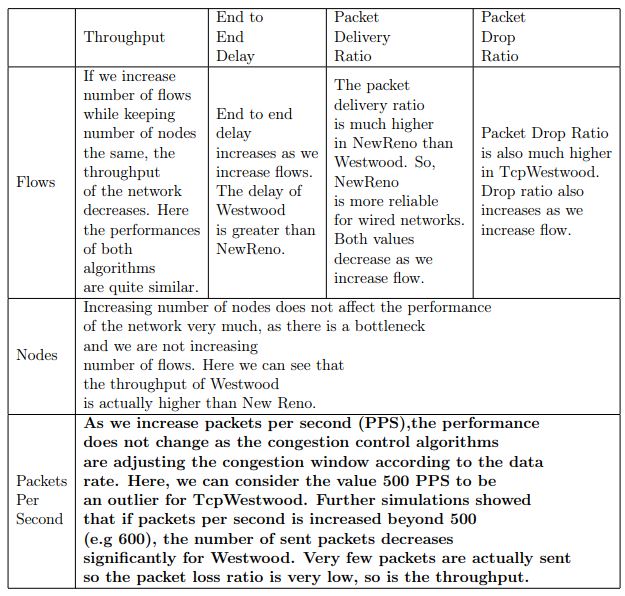 Throughput
End to
End
Delay
Packet
Delivery
Ratio
Packet
Drop
Ratio
Flows
If we increase
number of flows
while keeping
number of nodes
the same, the
throughput
of the network
decreases. Here
the performances
of both
algorithms
are quite similar.
End to end
delay
increases as we
increase flows.
The delay of
Westwood
is greater than
NewReno.
The packet
delivery ratio
is much higher
in NewReno than
Westwood. So,
NewReno
is more reliable
for wired networks.
Both values
decrease as we
increase flow.
Packet Drop Ratio
is also much higher
in TcpWestwood.
Drop ratio also
increases as we
increase flow.
Nodes
Increasing number of nodes does not affect the performance
of the network very much, as there is a bottleneck
and we are not increasing
number of flows. Here we can see that
the throughput of Westwood
is actually higher than New Reno.
Packets
Per
Second
As we increase packets per second (PPS),the performance
does not change as the congestion control algorithms
are adjusting the congestion window according to the data
rate. Here, we can consider the value 500 PPS to be
an outlier for TcpWestwood. Further simulations showed
that if packets per second is increased beyond 500
(e.g 600), the number of sent packets decreases
significantly for Westwood. Very few packets are actually sent
so the packet loss ratio is very low, so is the throughput.